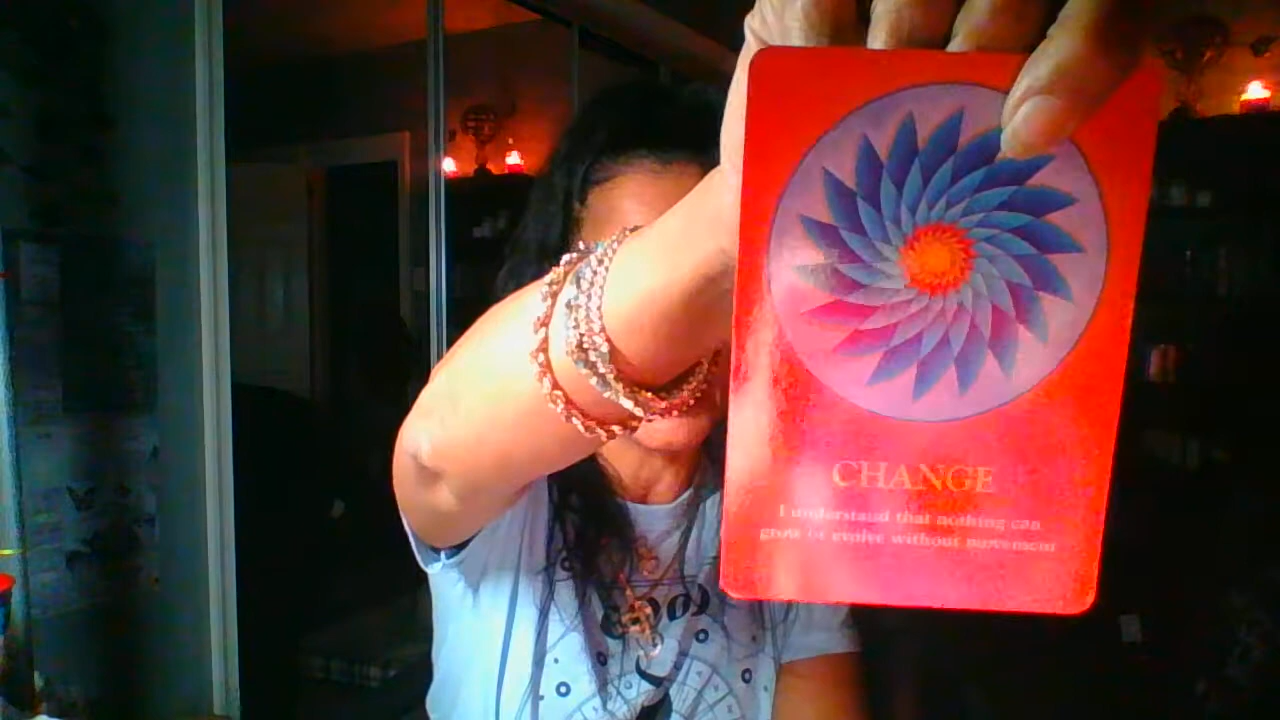 CHANGE
I understand that nothing can
grow or evolve without movement